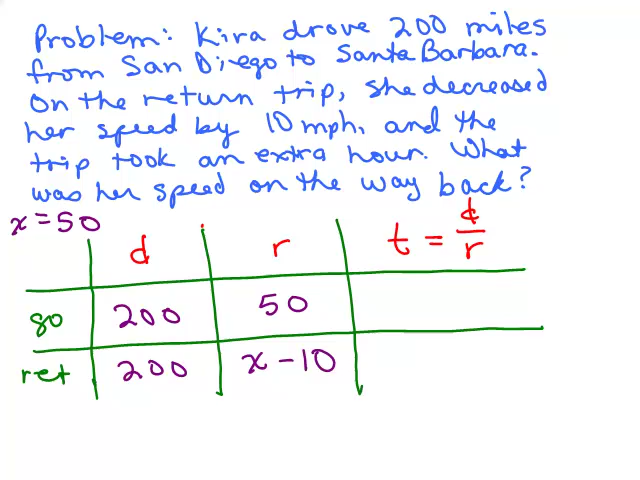 Problem: Kira drove 200 miles
from San Diego to Santa Barbara.
On the return trip, she decreased
her speed by 10 mph, and the
trip took an extra hour. What
was her speed on the way back?
x = 50
d r t = d/r
go 200 50
ret 200 x - 10